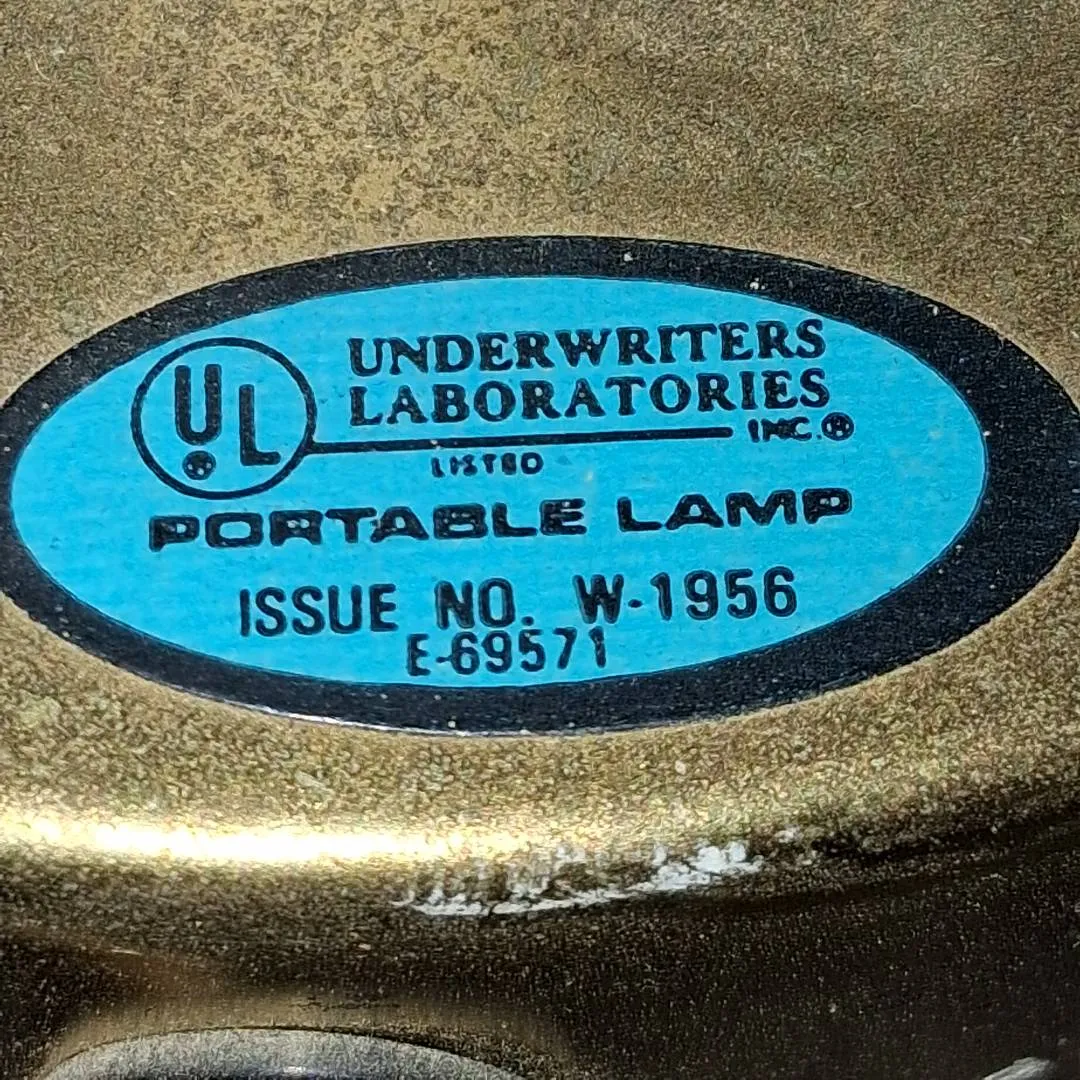 UL®
UNDERWRITERS
LABORATORIES
INC.®
LISTED
PORTABLE LAMP
ISSUE NO. W-1956
E-69571